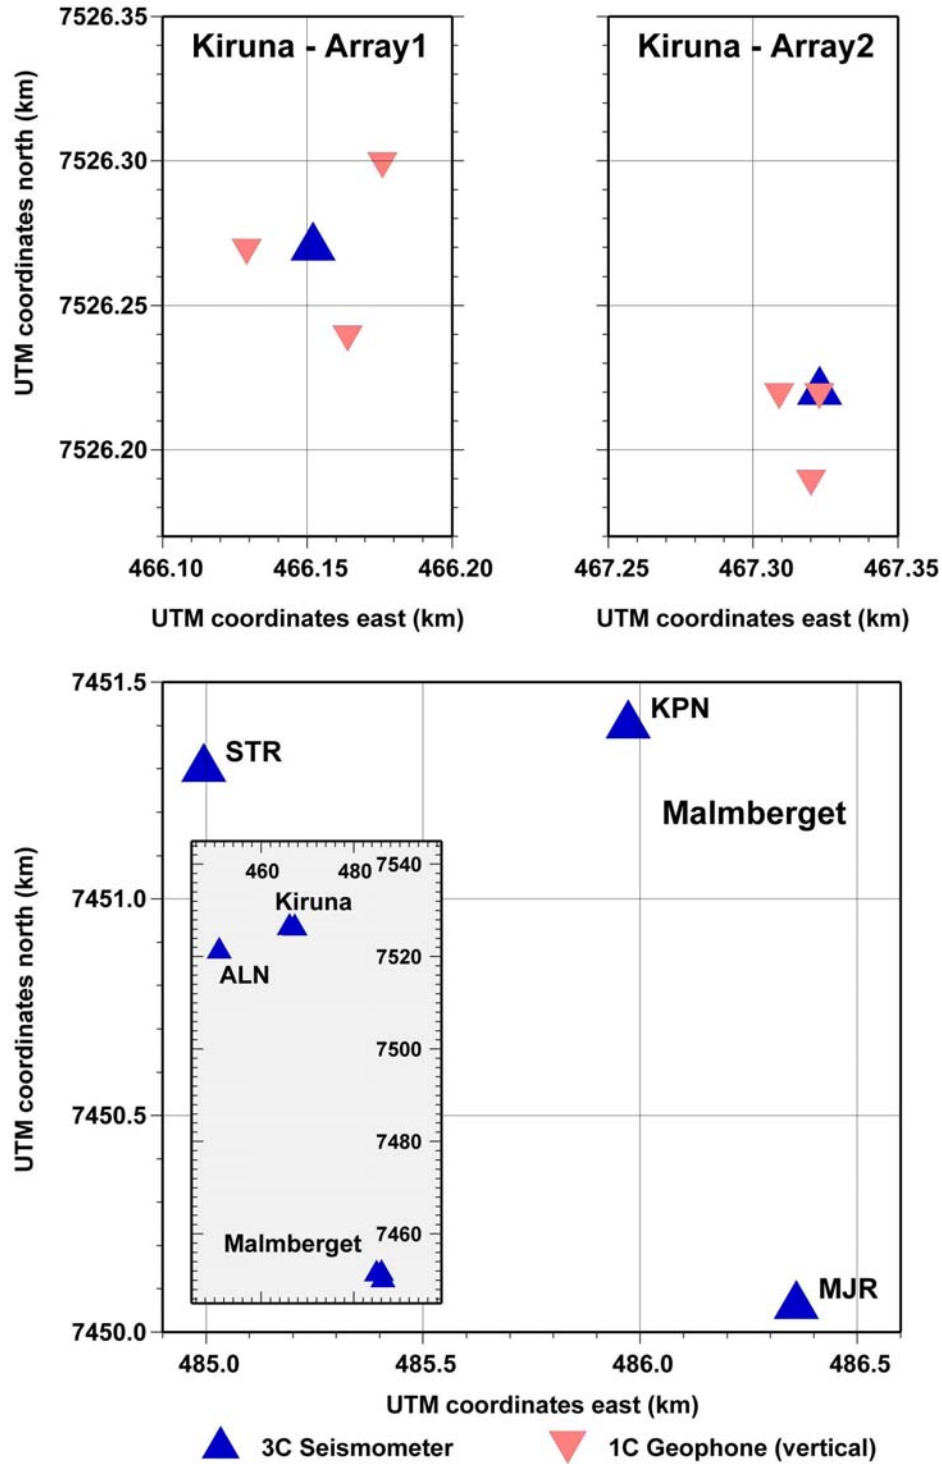 7526.35
Kiruna - Array1
Kiruna - Array2
7526.30
7526.25
7526.20
UTM coordinates north (km)
466.10 466.15 466.20
467.25 467.30 467.35
UTM coordinates east (km)
UTM coordinates east (km)
7451.5
KPN
STR
Malmberget
460 480 7540
Kiruna
7451.0
7520
ALN
7500
UTM coordinates north (km)
7450.5
7480
7460
Malmberget
MJR
7450.0
485.0 485.5 486.0 486.5
UTM coordinates east (km)
3C Seismometer
1C Geophone (vertical)